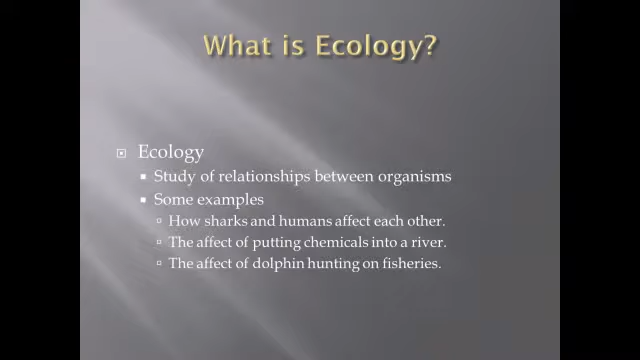 What is Ecology?
Ecology
Study of relationships between organisms
Some examples
How sharks and humans affect each other.
The affect of putting chemicals into a river.
The affect of dolphin hunting on fisheries.